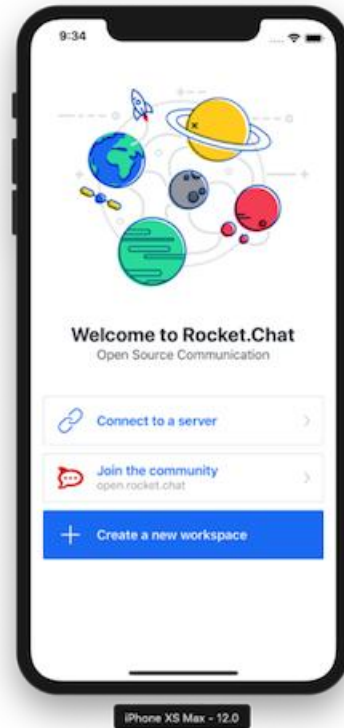 9:34
Welcome to Rocket.Chat
Open Source Communication
Connect to a server
Join the community
open.rocket.chat
Create a new workspace
iPhone XS Max - 12.0